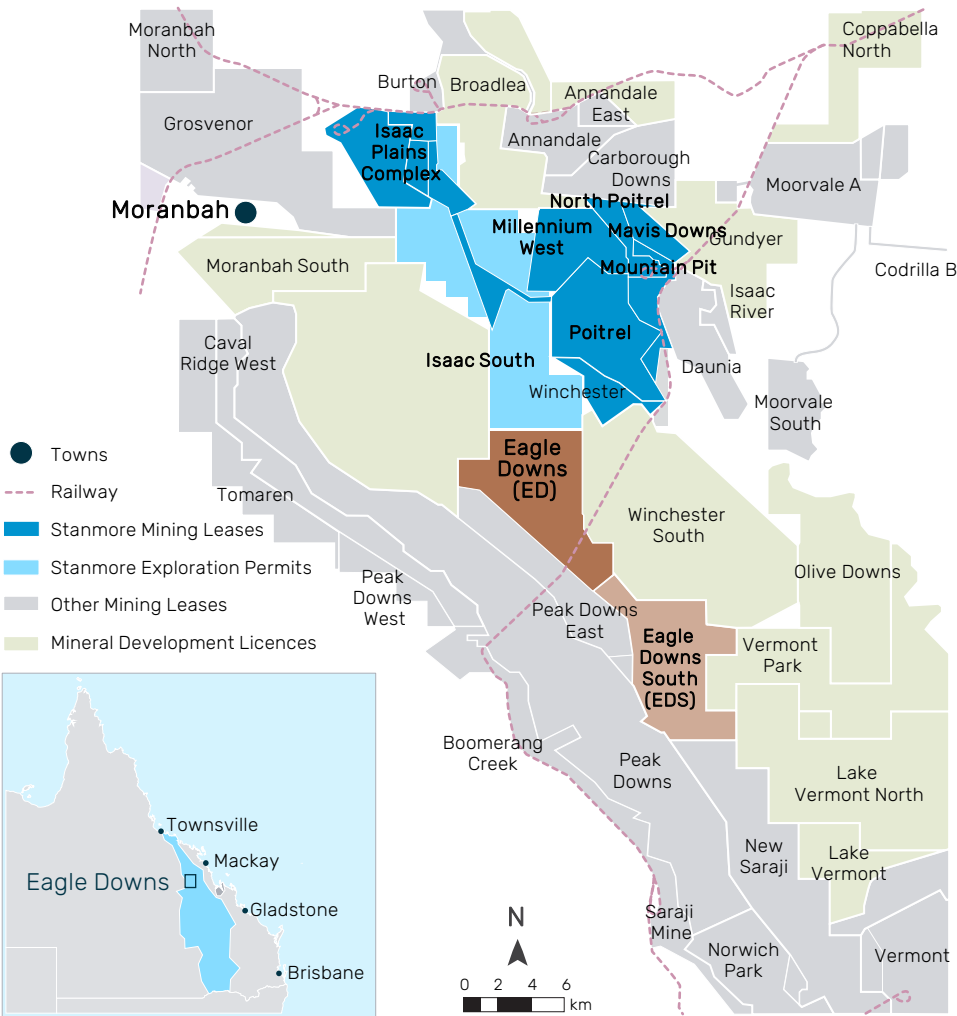 Moranbah
North
Coppabella
North
Burton
Broadlea
Annandale
East
Grosvenor
Isaac
Plains
Complex
Annandale
Carborough
Downs
Moorvale A
North Poitrel
Moranbah
Millennium
West
Mavis Downs
Gundyer
Moranbah South
Mountain Pit
Codrilla B
Isaac
River
Caval
Ridge West
Poitrel
Isaac South
Daunia
Winchester
Moorvale
South
Eagle
Downs
(ED)
Towns
Railway
Tomaren
Stanmore Mining Leases
Winchester
South
Stanmore Exploration Permits
Olive Downs
Peak
Downs
West
Other Mining Leases
Peak Downs
East
Mineral Development Licences
Eagle
Downs
South
(EDS)
Vermont
Park
Boomerang
Creek
Peak
Downs
Lake
Vermont North
Townsville
Mackay
New
Saraji
Lake
Vermont
Eagle Downs
Gladstone
Saraji
Mine
N
Norwich
Park
Vermont
Brisbane
0 2 4 6
km